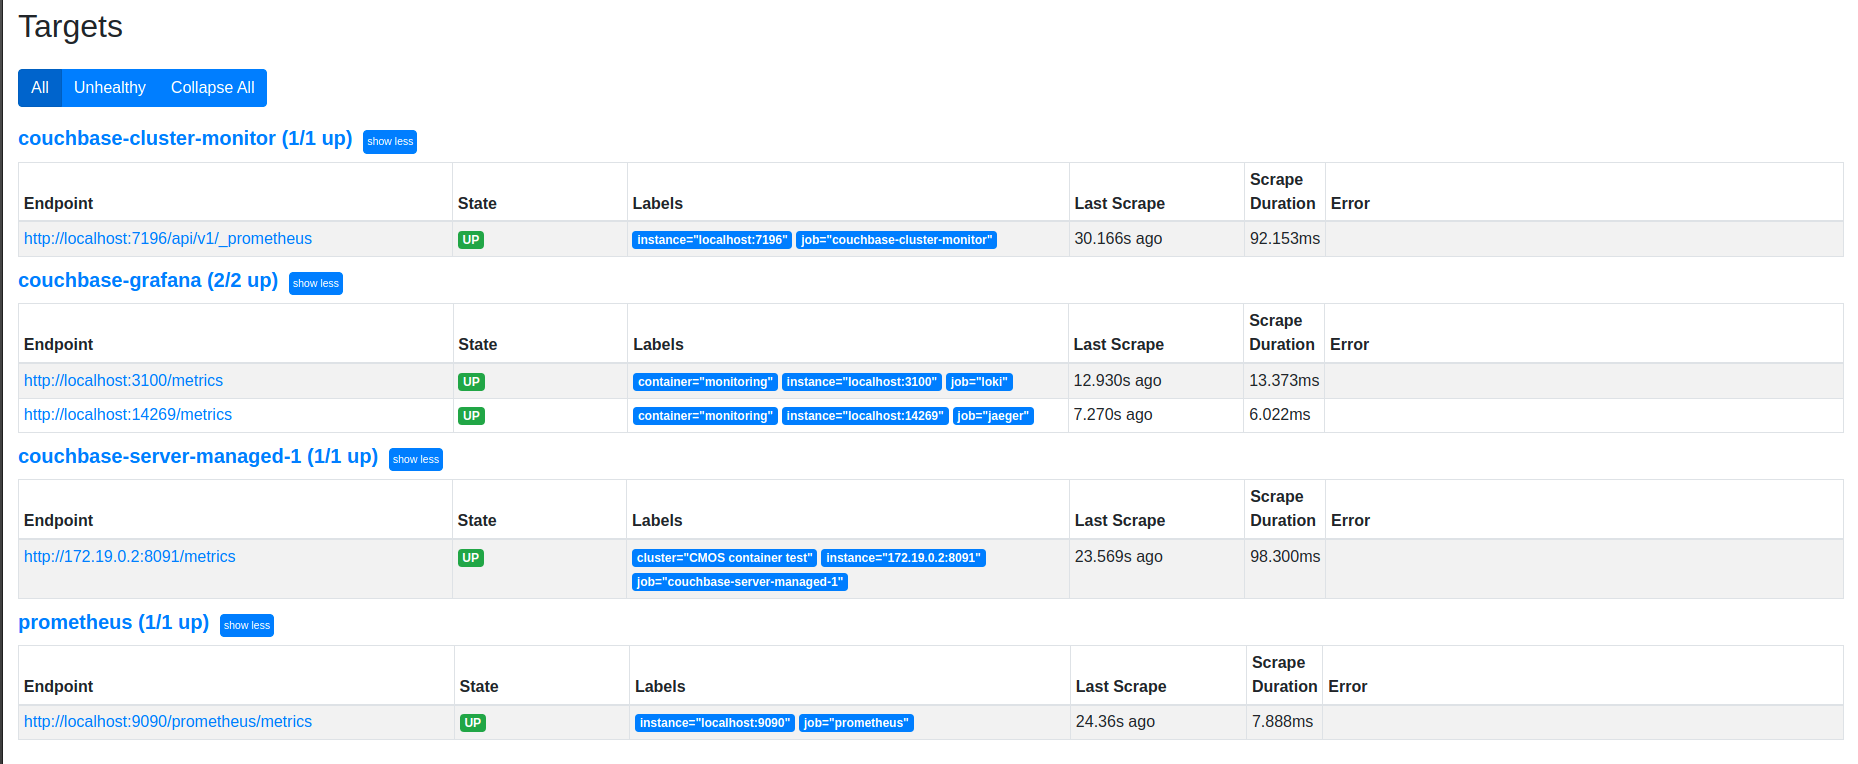 Targets
All Unhealthy Collapse All
couchbase-cluster-monitor (1/1 up) show less
Endpoint State Labels Last Scrape Scrape Duration Error
http://localhost:7196/api/v1/_prometheus UP instance="localhost:7196" job="couchbase-cluster-monitor" 30.166s ago 92.153ms
couchbase-grafana (2/2 up) show less
Endpoint State Labels Last Scrape Scrape Duration Error
http://localhost:3100/metrics UP container="monitoring" instance="localhost:3100" job="loki" 12.930s ago 13.373ms
http://localhost:14269/metrics UP container="monitoring" instance="localhost:14269" job="jaeger" 7.270s ago 6.022ms
couchbase-server-managed-1 (1/1 up) show less
Endpoint State Labels Last Scrape Scrape Duration Error
http://172.19.0.2:8091/metrics UP cluster="CMOS container test" instance="172.19.0.2:8091" 23.569s ago 98.300ms
job="couchbase-server-managed-1"
prometheus (1/1 up) show less
Endpoint State Labels Last Scrape Scrape Duration Error
http://localhost:9090/prometheus/metrics UP instance="localhost:9090" job="prometheus" 24.36s ago 7.888ms